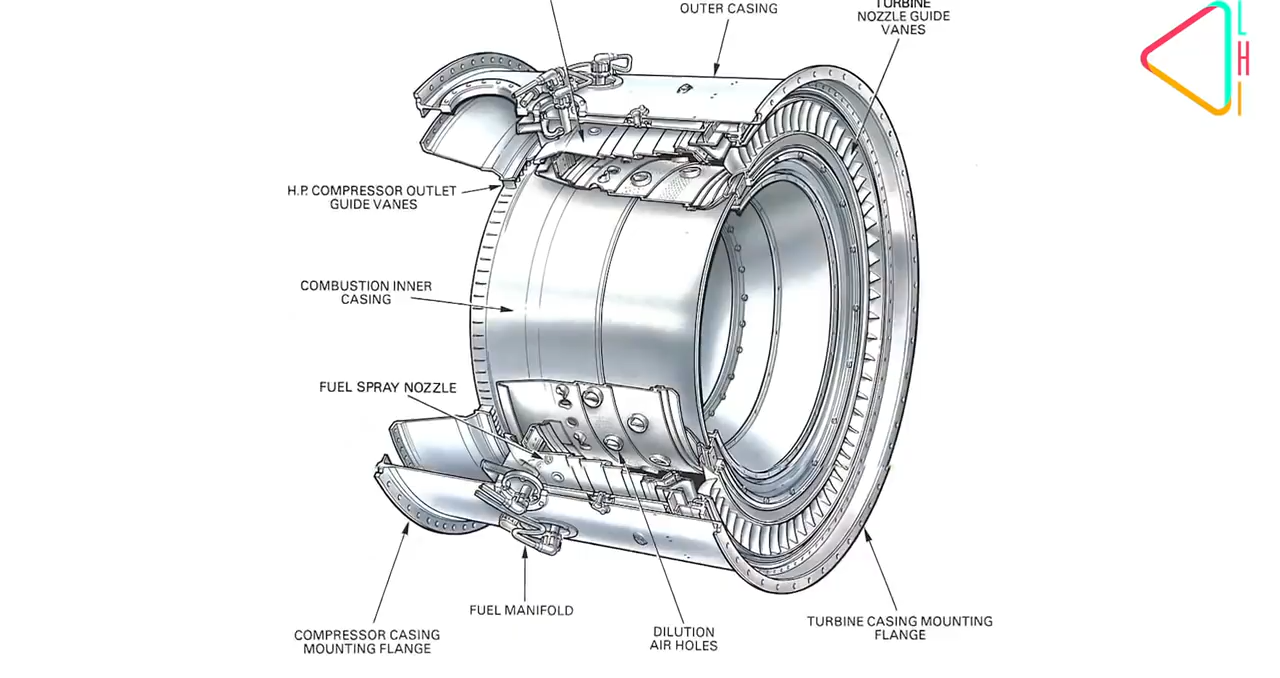 OUTER CASING
TURBINE
NOZZLE GUIDE
VANES
L
H
I
H.P. COMPRESSOR OUTLET
GUIDE VANES
COMBUSTION INNER
CASING
FUEL SPRAY NOZZLE
FUEL MANIFOLD
COMPRESSOR CASING
MOUNTING FLANGE
DILUTION
AIR HOLES
TURBINE CASING MOUNTING
FLANGE